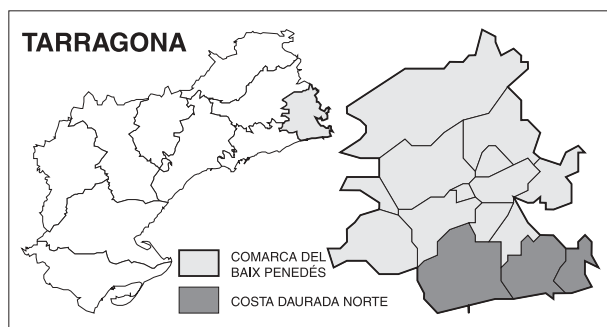 TARRAGONA
COMARCA DEL
BAIX PENEDÉS
COSTA DAURADA NORTE